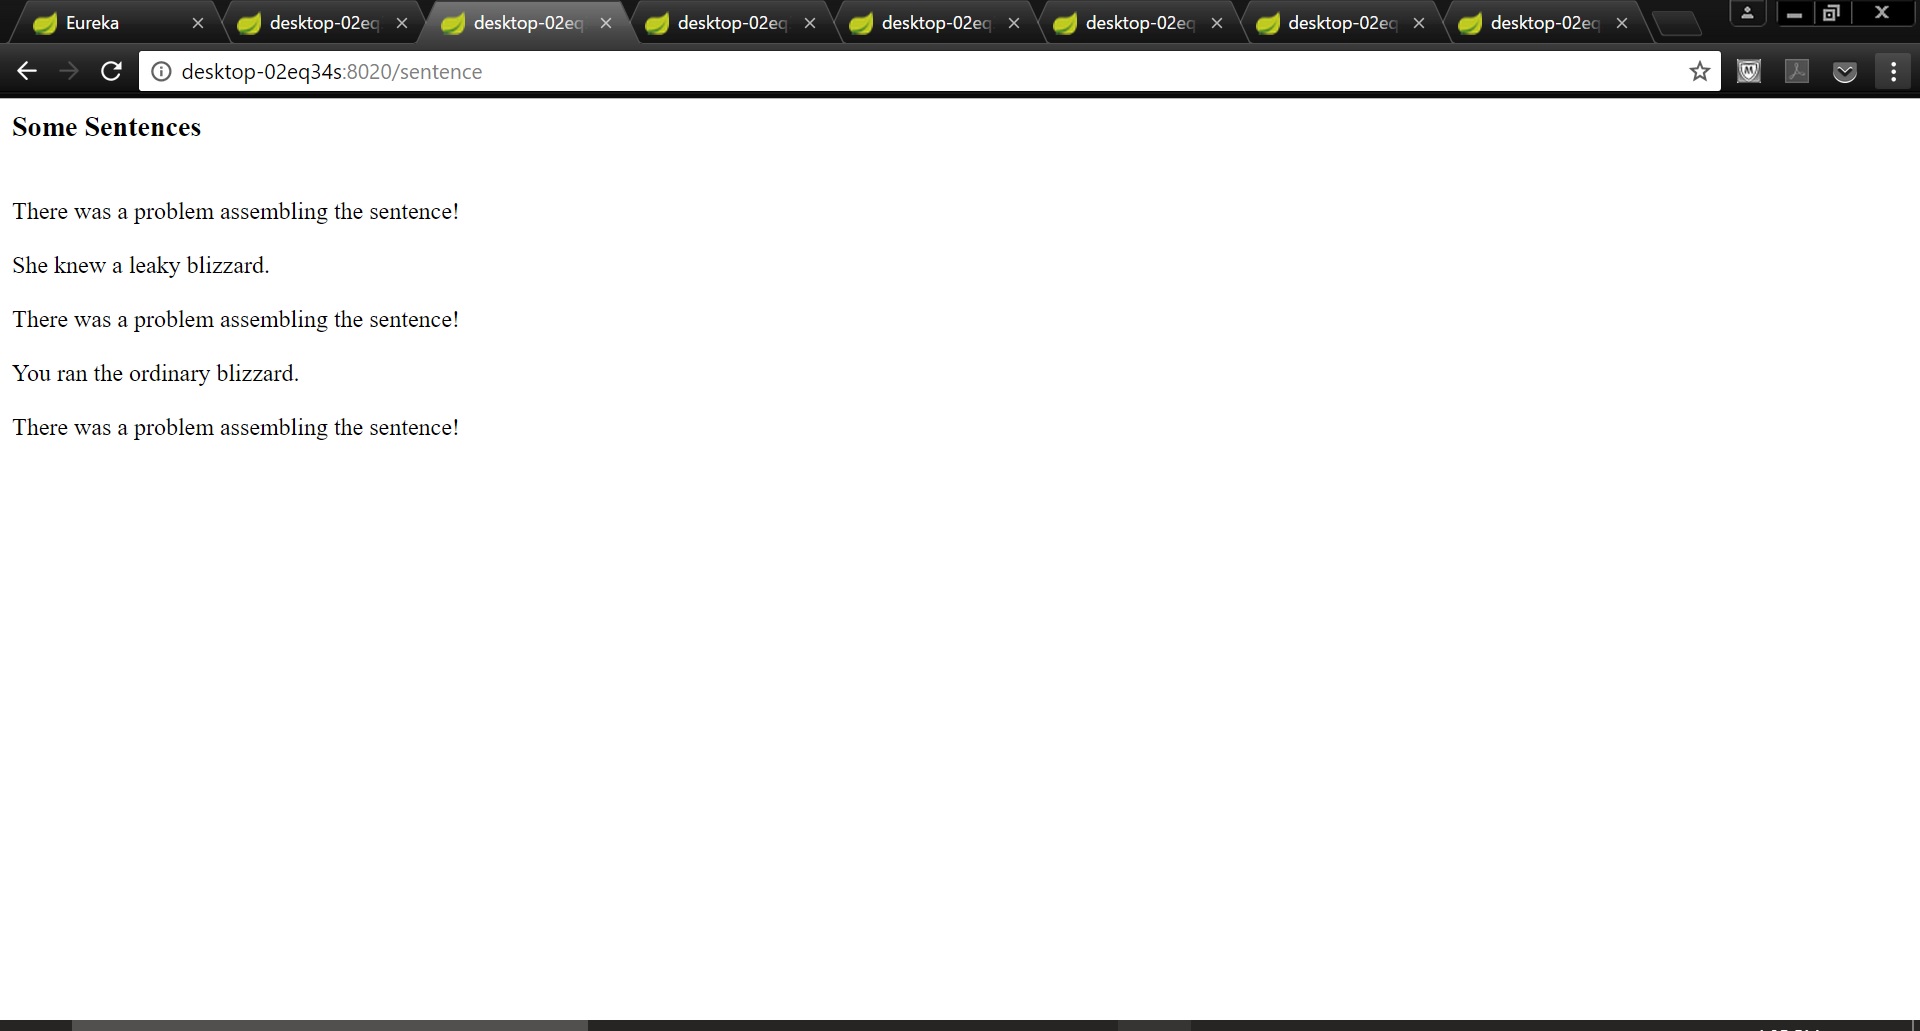 Eureka
desktop-02eq
desktop-02eq
desktop-02eq
desktop-02eq
desktop-02eq
desktop-02eq
desktop-02eq
desktop-02eq34s:8020/sentence
Some Sentences
There was a problem assembling the sentence!
She knew a leaky blizzard.
There was a problem assembling the sentence!
You ran the ordinary blizzard.
There was a problem assembling the sentence!